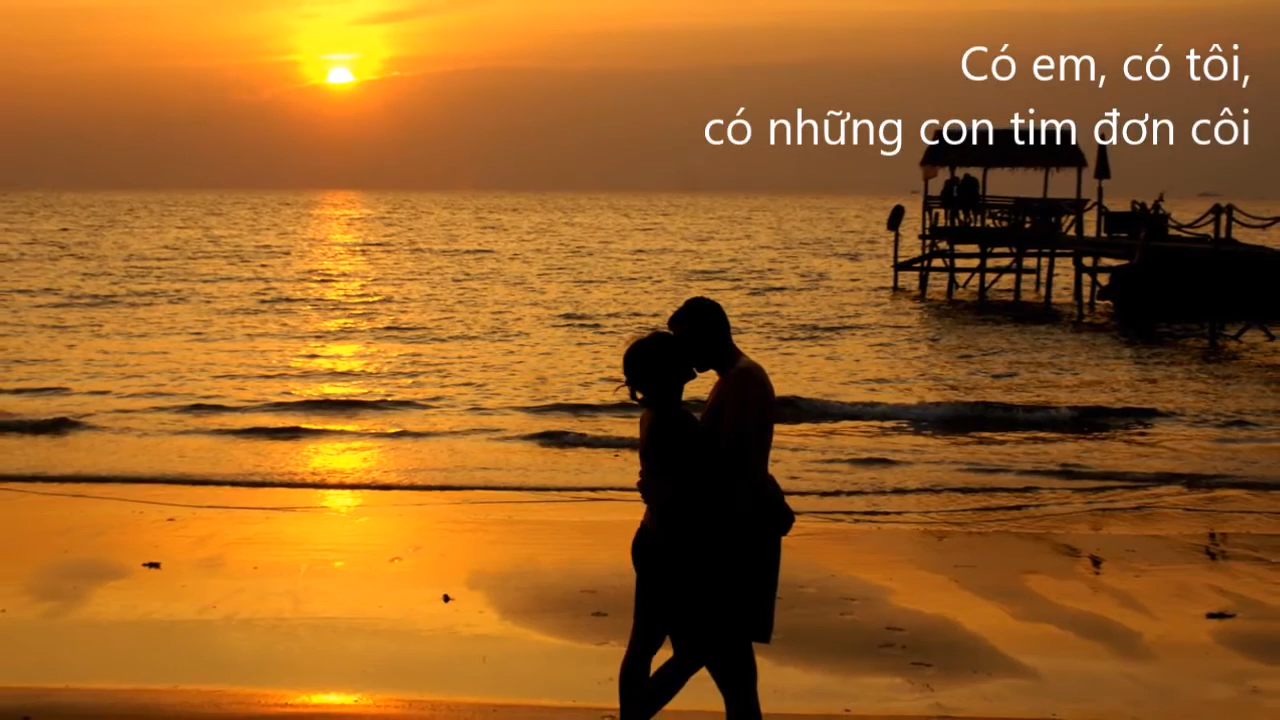 Có em, có tôi,
có những con tim đơn côi